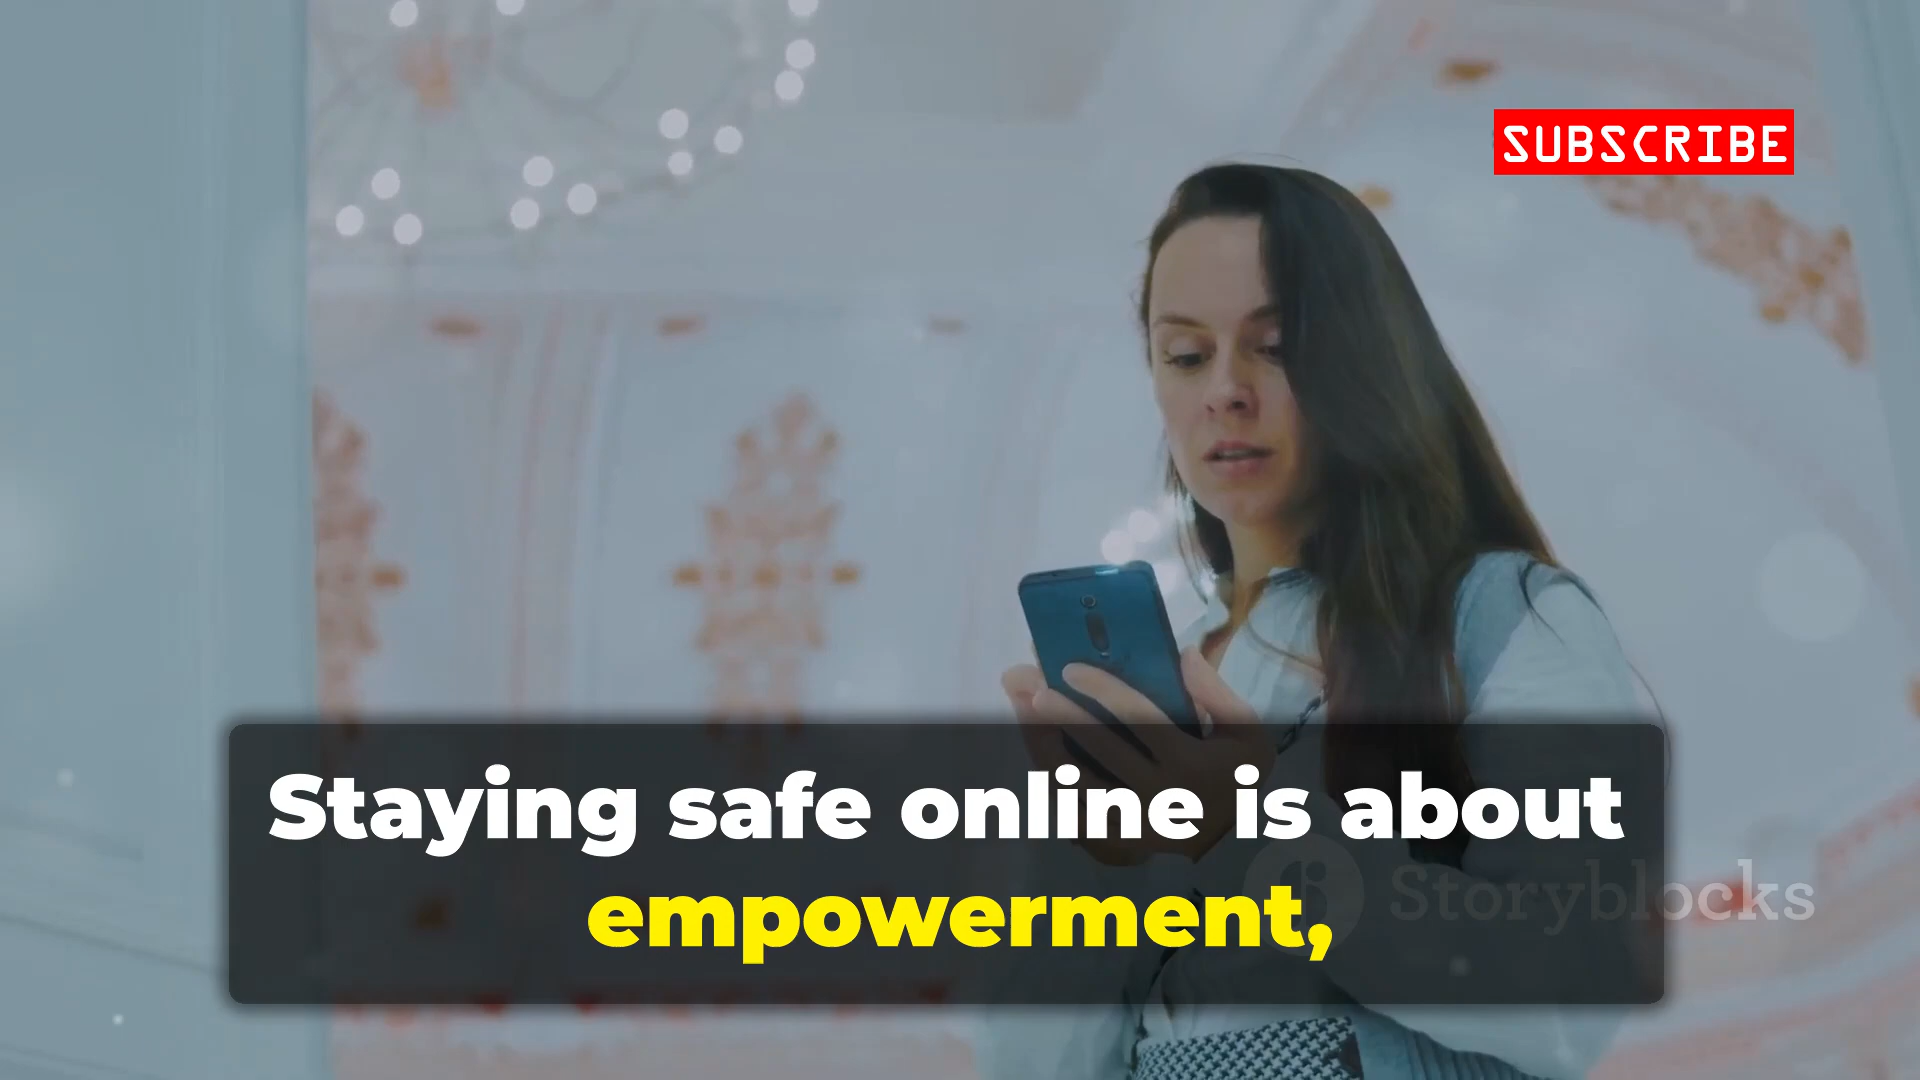 SUBSCRIBE
Staying safe online is about
empowerment,
Storyblocks